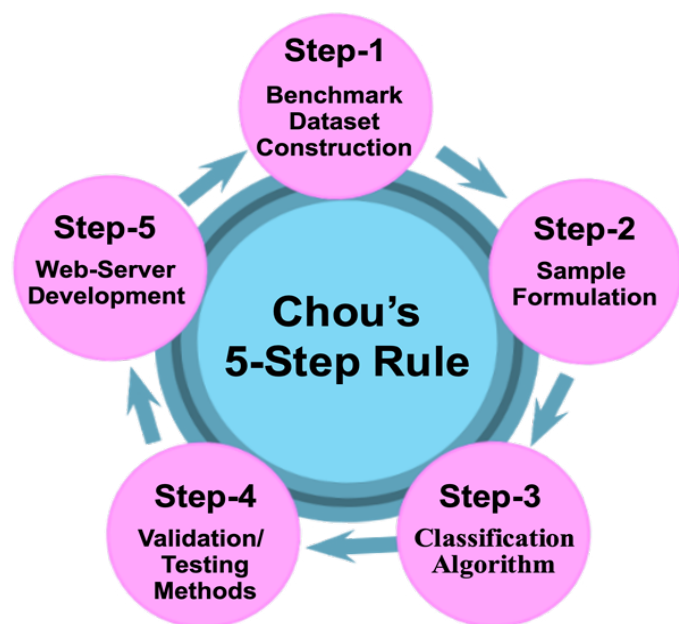 Step-1
Benchmark
Dataset
Construction
Step-2
Sample
Formulation
Step-3
Classification
Algorithm
Step-4
Validation/
Testing
Methods
Step-5
Web-Server
Development
Chou’s
5-Step Rule